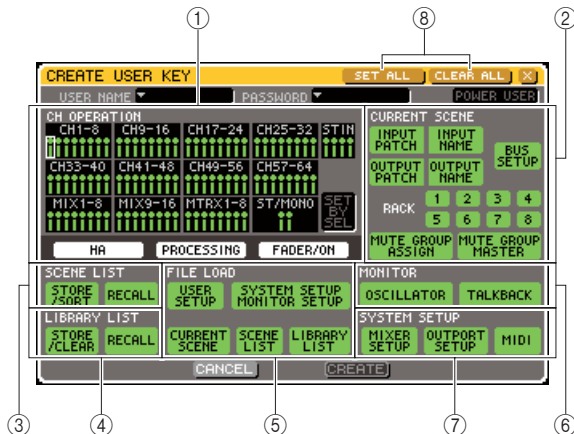 ① ⑧ ②
CREATE USER KEY SET ALL CLEAR ALL X
USER NAME PASSWORD POWER USER
CH OPERATION
CH1-8 CH9-16 CH17-24 CH25-32 STIN
CH33-40 CH41-48 CH49-56 CH57-64
MIX1-8 MIX9-16 MTRX1-8 ST/MONO SET BY SEL
HA PROCESSING FADER/ON
CURRENT SCENE
INPUT PATCH INPUT NAME BUS SETUP
OUTPUT PATCH OUTPUT NAME
RACK 1 2 3 4
5 6 7 8
MUTE GROUP ASSIGN MUTE GROUP MASTER
SCENE LIST
STORE /SORT RECALL
LIBRARY LIST
STORE /CLEAR RECALL
FILE LOAD
USER SETUP SYSTEM SETUP MONITOR SETUP
CURRENT SCENE SCENE LIST LIBRARY LIST
MONITOR
OSCILLATOR TALKBACK
SYSTEM SETUP
MIXER SETUP OUTPORT SETUP MIDI
CANCEL CREATE
③ ④ ⑤ ⑦ ⑥